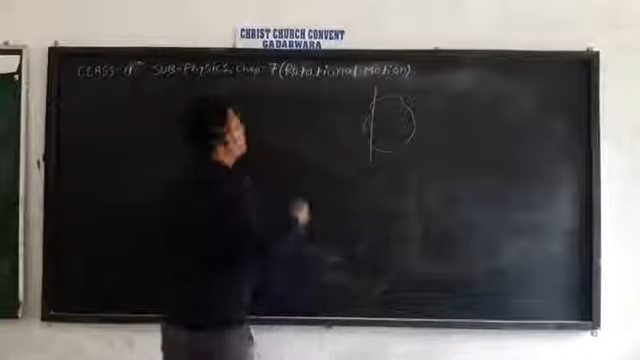 CHRIST CHURCH CONVENT
GADARWARA
CLASS-11th SUB-Physics, Chap-7 (Rotational Motion)